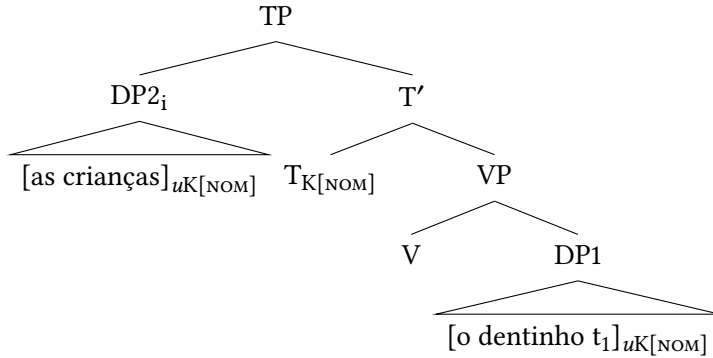 TP
DP2i T′
[as crianças]uK[NOM] TK[NOM] VP
V DP1
[o dentinho t1]uK[NOM]